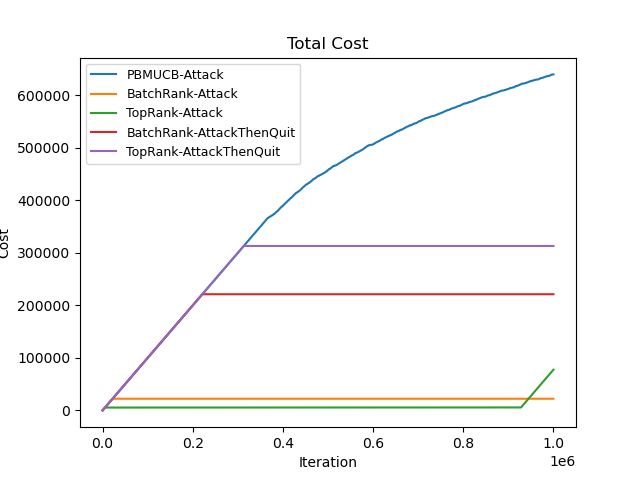 Total Cost
PBMUCB-Attack
BatchRank-Attack
TopRank-Attack
BatchRank-AttackThenQuit
TopRank-AttackThenQuit
600000
500000
400000
300000
200000
100000
0
Cost
0.0 0.2 0.4 0.6 0.8 1.0
1e6
Iteration